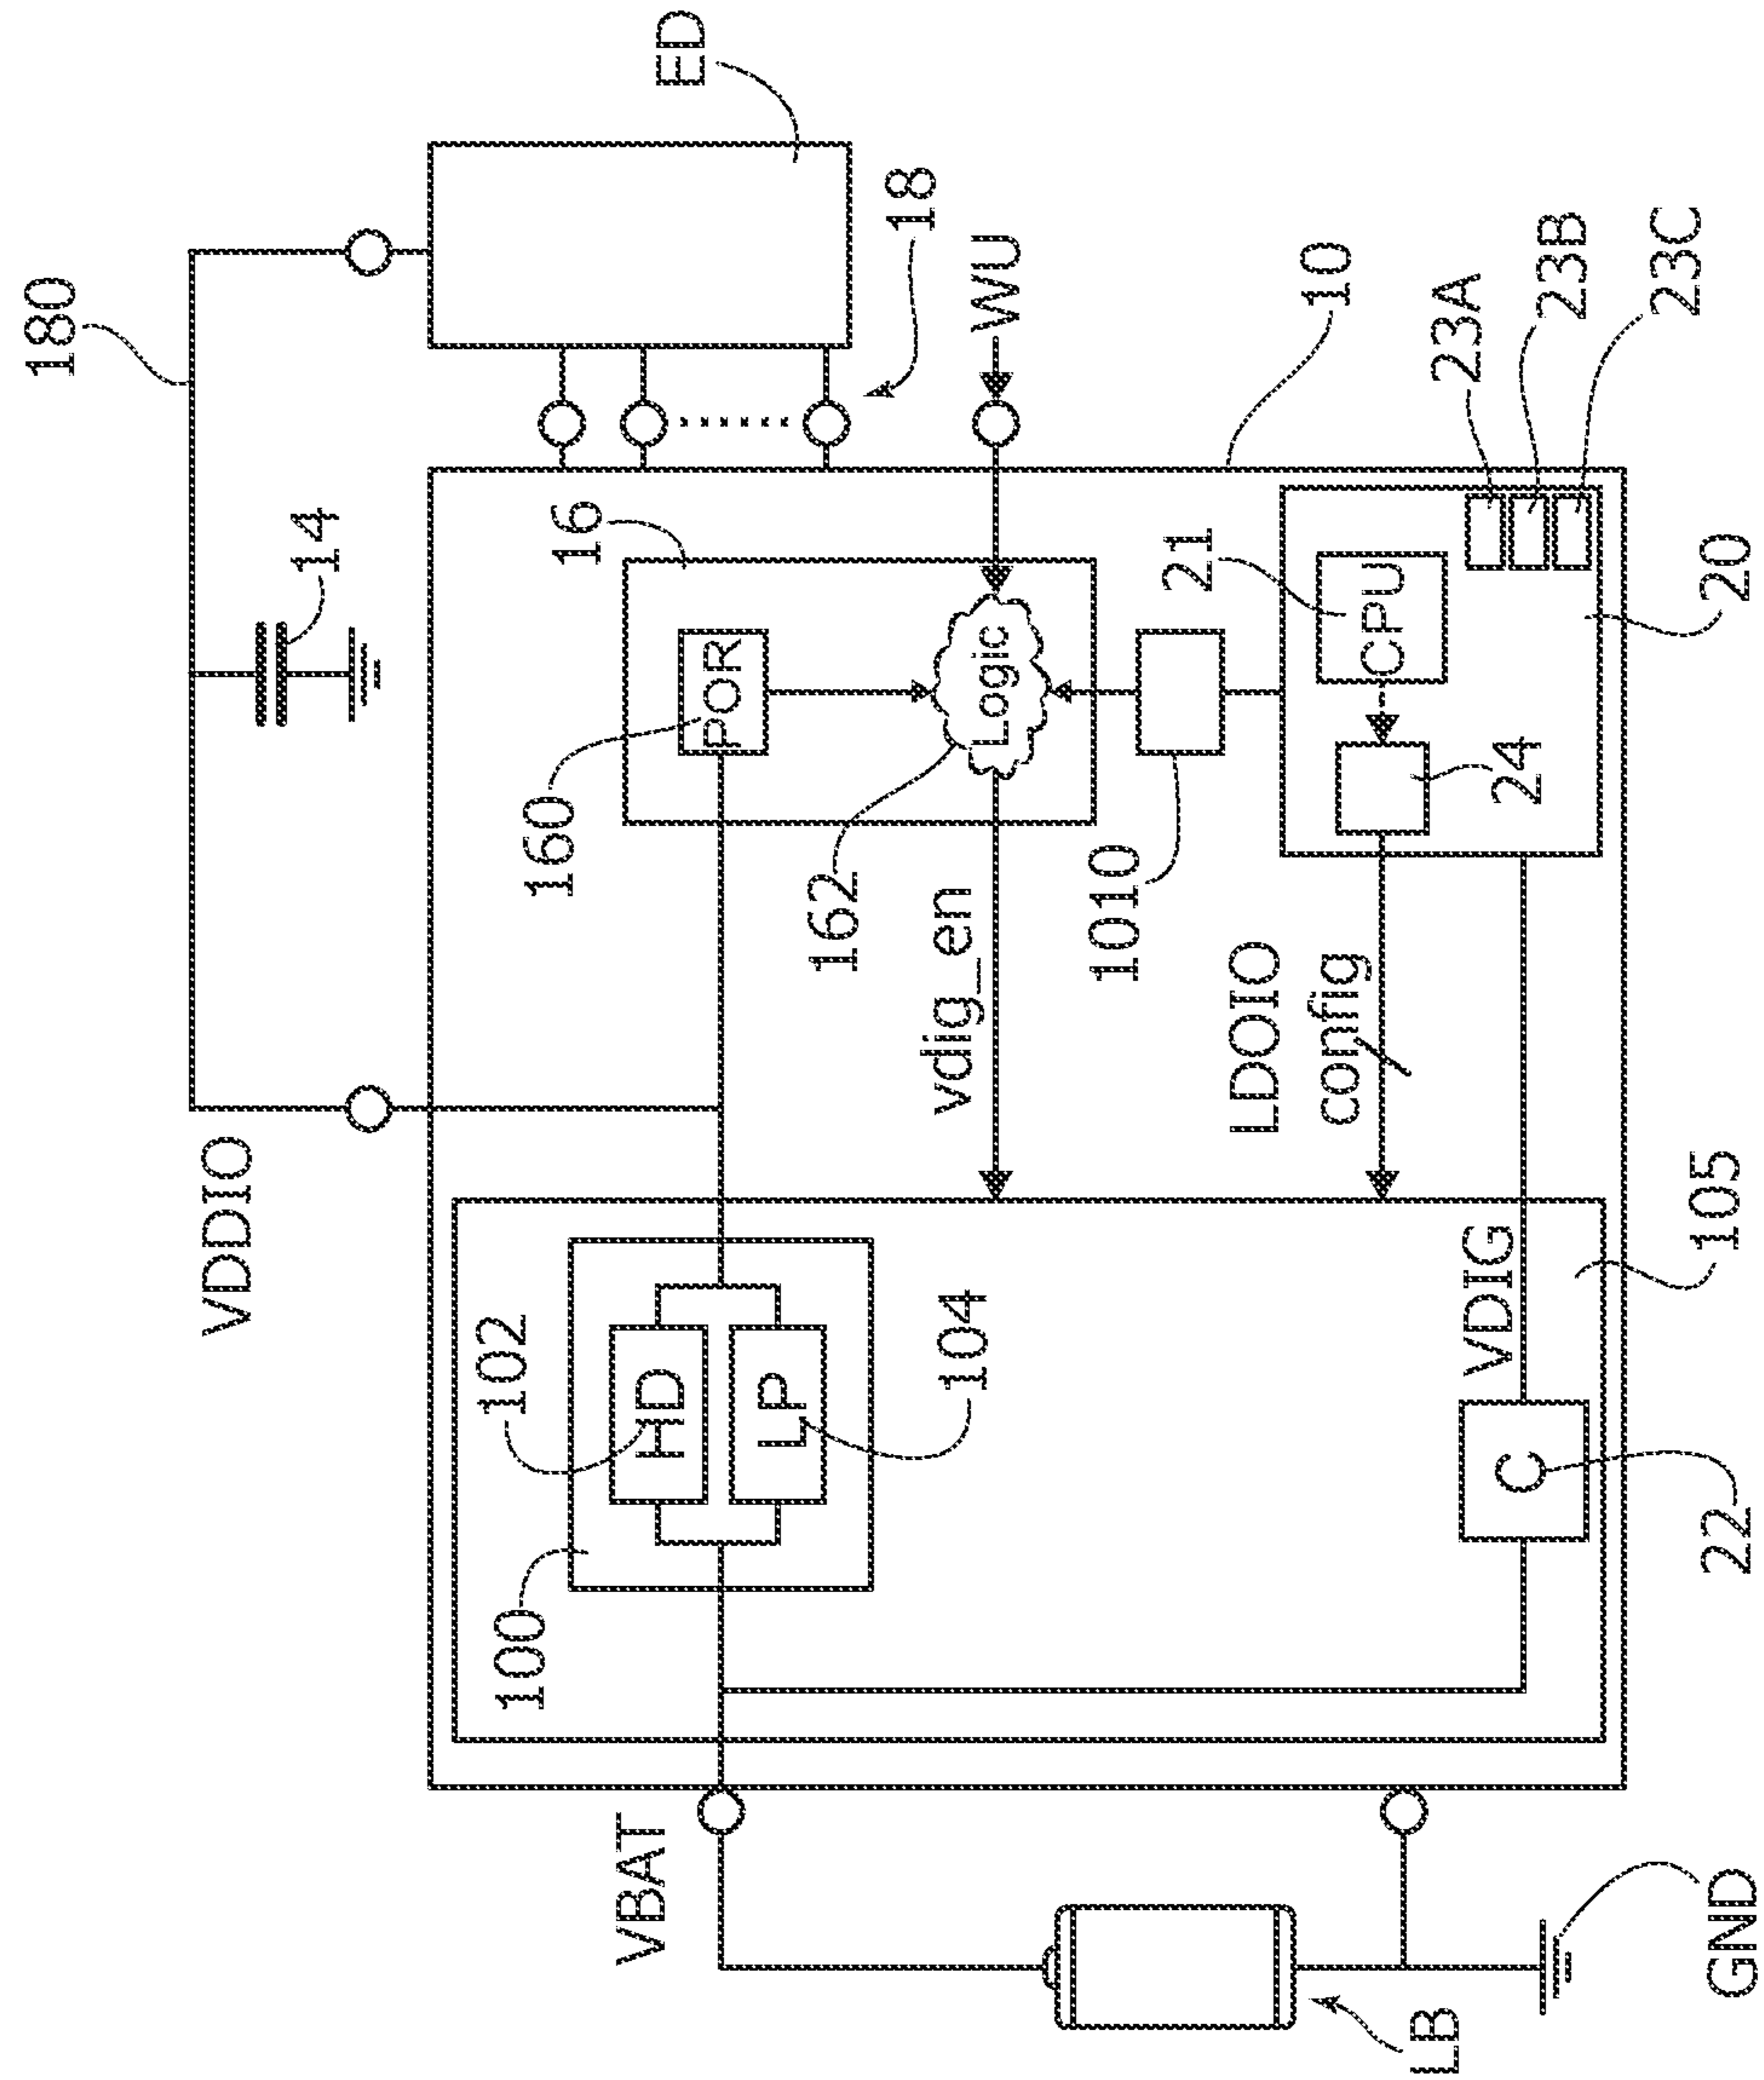 180
ED
VDDIO
14
18
16
160
POR
162
Logic
WU
vdig_en
1010
21
10
LDOIO
config
CPU
24
23A
23B
23C
20
102
HD
LP
104
100
VDIG
C
105
22
VBAT
LB
GND